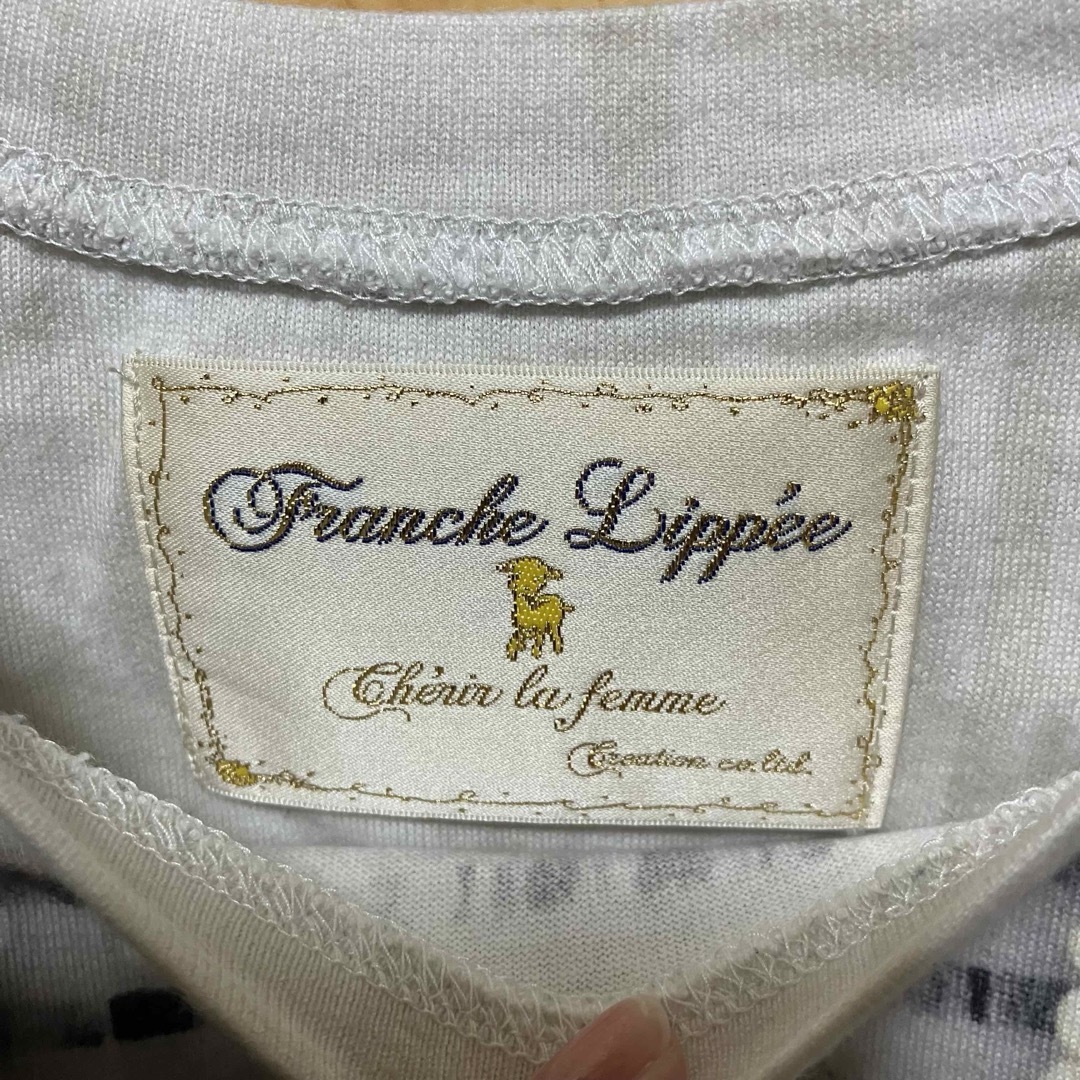 Franche Lippée
Chérir la femme
Creation co.ltd.